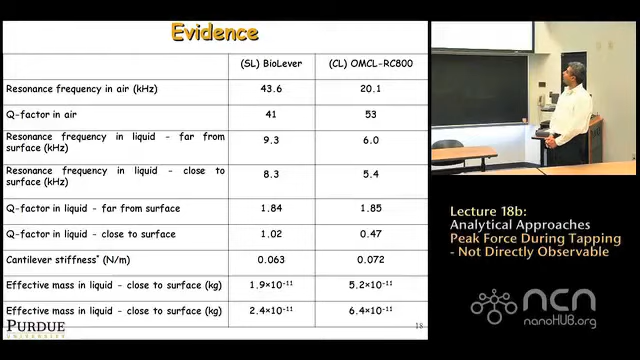 Evidence
(SL) BioLever (CL) OMCL-RC800
Resonance frequency in air (kHz) 43.6 20.1
Q-factor in air 41 53
Resonance frequency in liquid - far from surface (kHz) 9.3 6.0
Resonance frequency in liquid - close to surface (kHz) 8.3 5.4
Q-factor in liquid - far from surface 1.84 1.85
Q-factor in liquid - close to surface 1.02 0.47
Cantilever stiffness* (N/m) 0.063 0.072
Effective mass in liquid - close to surface (kg) 1.9×10⁻¹¹ 5.2×10⁻¹¹
Effective mass in liquid - close to surface (kg) 2.4×10⁻¹¹ 6.4×10⁻¹¹
PURDUE
UNIVERSITY
18
Lecture 18b:
Analytical Approaches
Peak Force During Tapping
- Not Directly Observable
ncn
nanoHUB.org